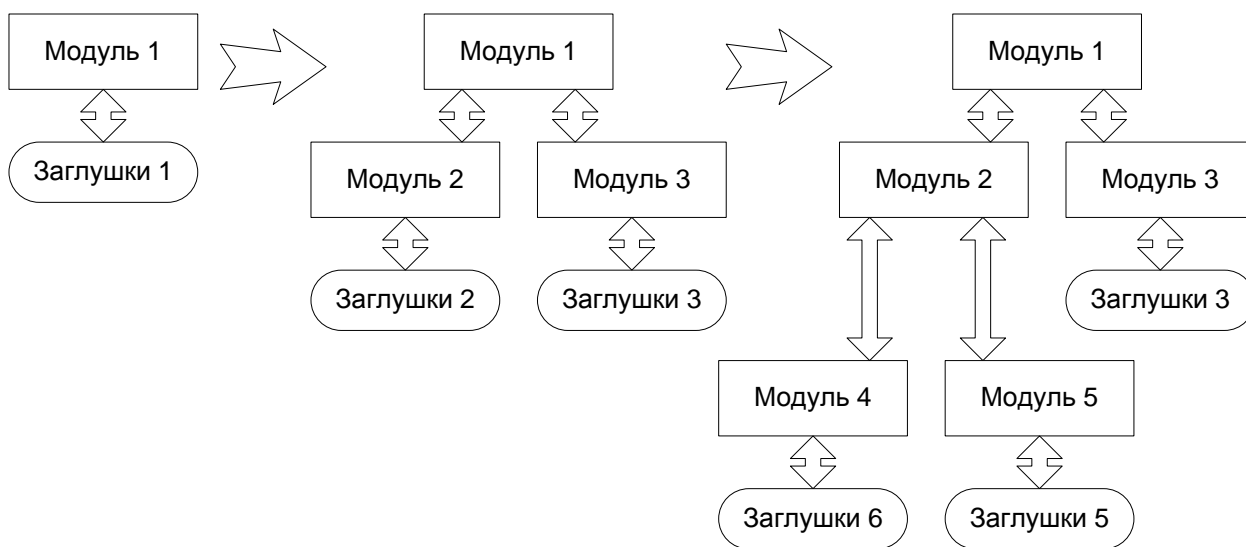 Модуль 1
Заглушки 1
Модуль 1
Модуль 2
Модуль 3
Заглушки 2
Заглушки 3
Модуль 1
Модуль 2
Модуль 3
Заглушки 3
Модуль 4
Модуль 5
Заглушки 6
Заглушки 5